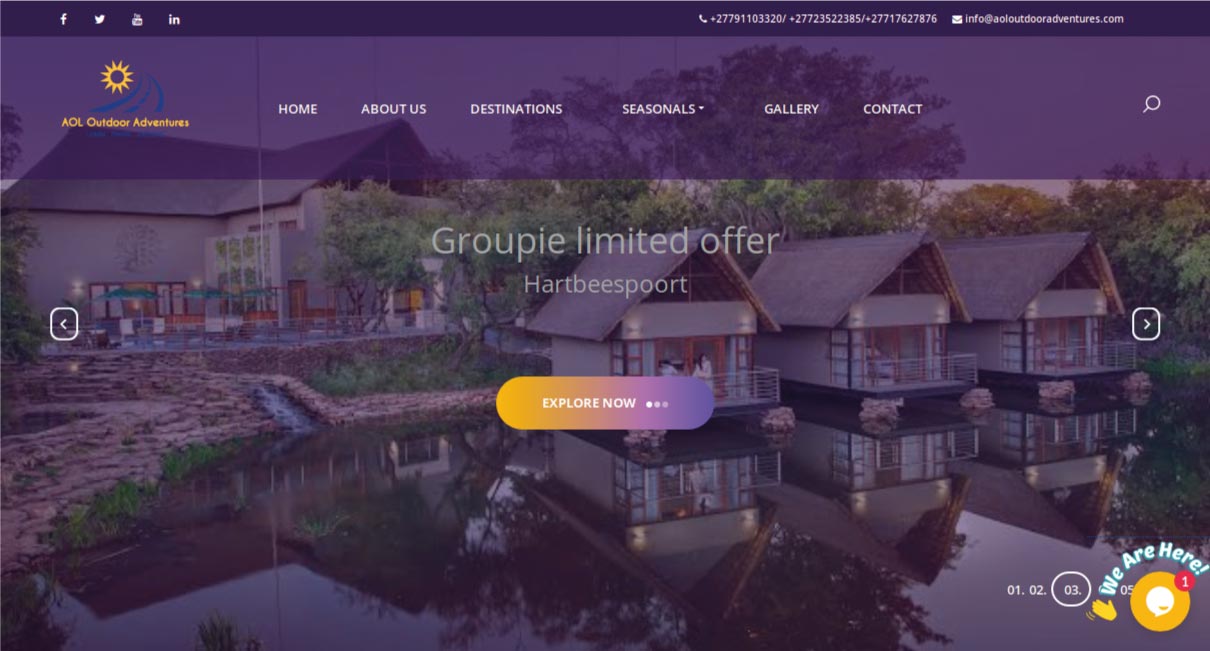 +27791103320/ +27723522385/+27717627876 info@aoloutdooradventures.com
AOL Outdoor Adventures
HOME ABOUT US DESTINATIONS SEASONALS GALLERY CONTACT
Groupie limited offer
Hartbeespoort
EXPLORE NOW
We Are Here!
1
01. 02. 03. 05